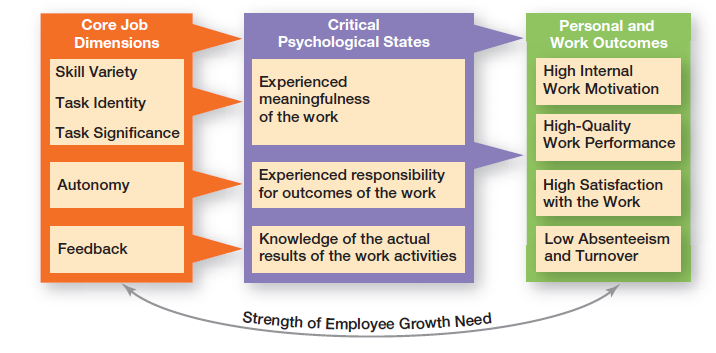 Core Job
Dimensions
Skill Variety
Task Identity
Task Significance
Autonomy
Feedback
Critical
Psychological States
Experienced
meaningfulness
of the work
Experienced responsibility
for outcomes of the work
Knowledge of the actual
results of the work activities
Personal and
Work Outcomes
High Internal
Work Motivation
High-Quality
Work Performance
High Satisfaction
with the Work
Low Absenteeism
and Turnover
Strength of Employee Growth Need